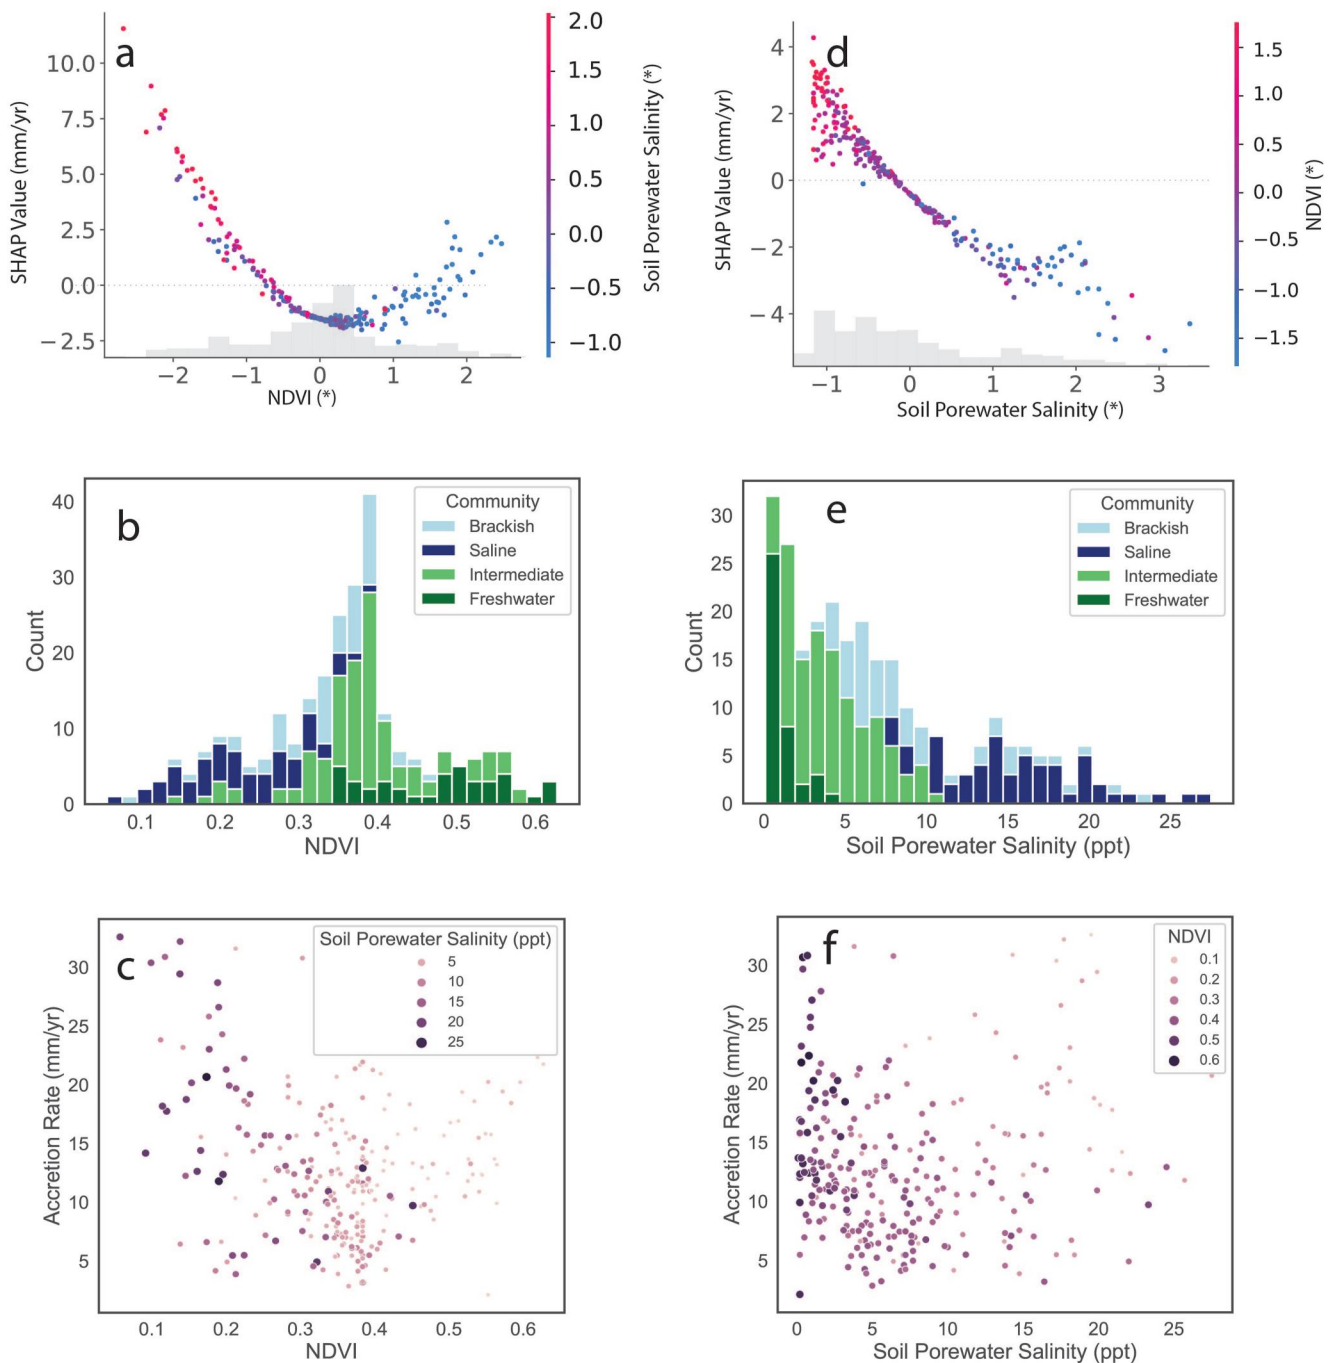 a
SHAP Value (mm/yr)
10.0
7.5
5.0
2.5
0.0
−2.5
−2
−1
0
1
2
NDVI (*)
2.0
1.5
1.0
0.5
0.0
−0.5
−1.0
Soil Porewater Salinity (*)
d
SHAP Value (mm/yr)
4
2
0
−2
−4
−1
0
1
2
3
Soil Porewater Salinity (*)
1.5
1.0
0.5
0.0
−0.5
−1.0
−1.5
NDVI (*)
b
Community
Brackish
Saline
Intermediate
Freshwater
Count
40
30
20
10
0
0.1
0.2
0.3
0.4
0.5
0.6
NDVI
e
Community
Brackish
Saline
Intermediate
Freshwater
Count
30
25
20
15
10
5
0
0
5
10
15
20
25
Soil Porewater Salinity (ppt)
c
Soil Porewater Salinity (ppt)
5
10
15
20
25
Accretion Rate (mm/yr)
30
25
20
15
10
5
0.1
0.2
0.3
0.4
0.5
0.6
NDVI
f
NDVI
0.1
0.2
0.3
0.4
0.5
0.6
Accretion Rate (mm/yr)
30
25
20
15
10
5
0
5
10
15
20
25
Soil Porewater Salinity (ppt)